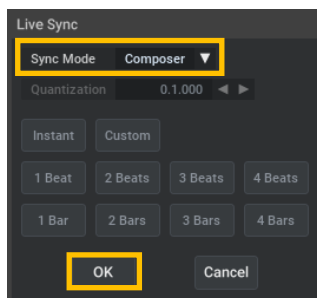 Live Sync
Sync Mode Composer ▼
Quantization 0.1.000 ◀ ▶
Instant Custom
1 Beat 2 Beats 3 Beats 4 Beats
1 Bar 2 Bars 3 Bars 4 Bars
OK Cancel